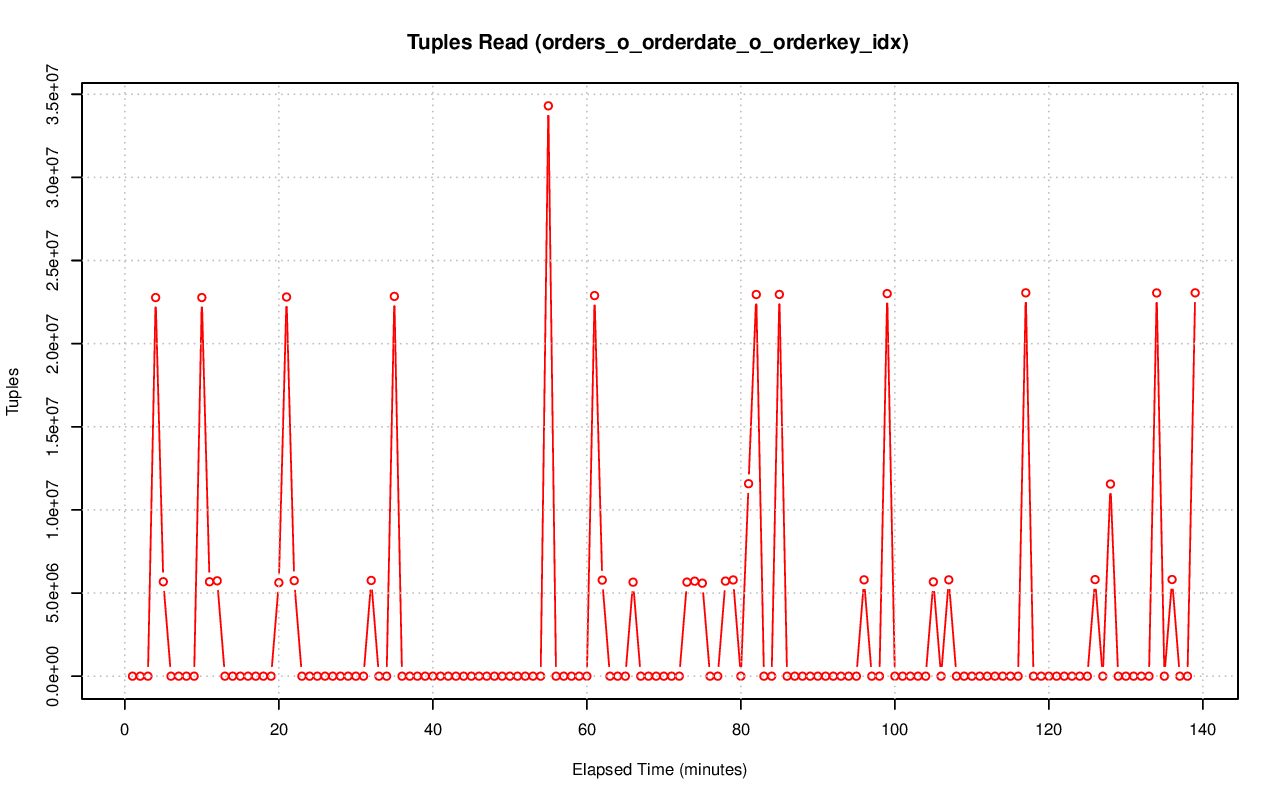 Tuples Read (orders_o_orderdate_o_orderkey_idx)
3.5e+07
3.0e+07
2.5e+07
2.0e+07
1.5e+07
1.0e+07
5.0e+06
0.0e+00
Tuples
0 20 40 60 80 100 120 140
Elapsed Time (minutes)